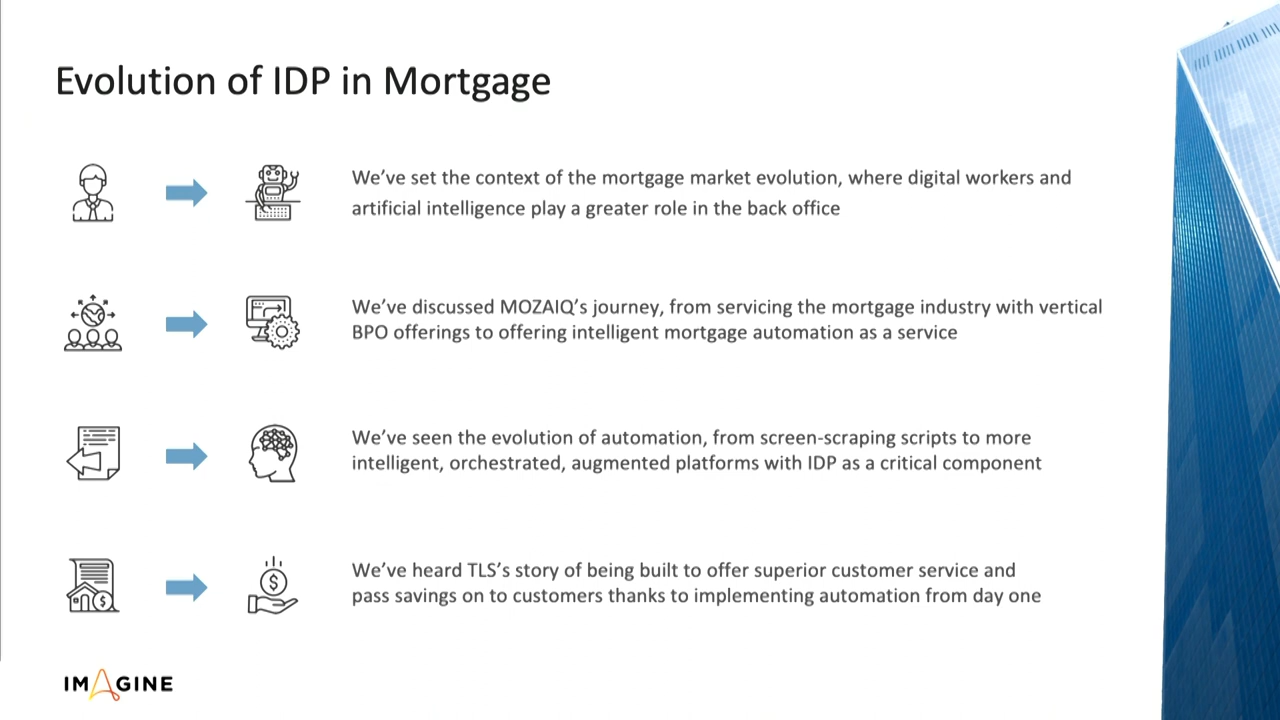 Evolution of IDP in Mortgage
We’ve set the context of the mortgage market evolution, where digital workers and
artificial intelligence play a greater role in the back office
We’ve discussed MOZAIQ’s journey, from servicing the mortgage industry with vertical
BPO offerings to offering intelligent mortgage automation as a service
We’ve seen the evolution of automation, from screen-scraping scripts to more
intelligent, orchestrated, augmented platforms with IDP as a critical component
We’ve heard TLS’s story of being built to offer superior customer service and
pass savings on to customers thanks to implementing automation from day one
IMAGINE